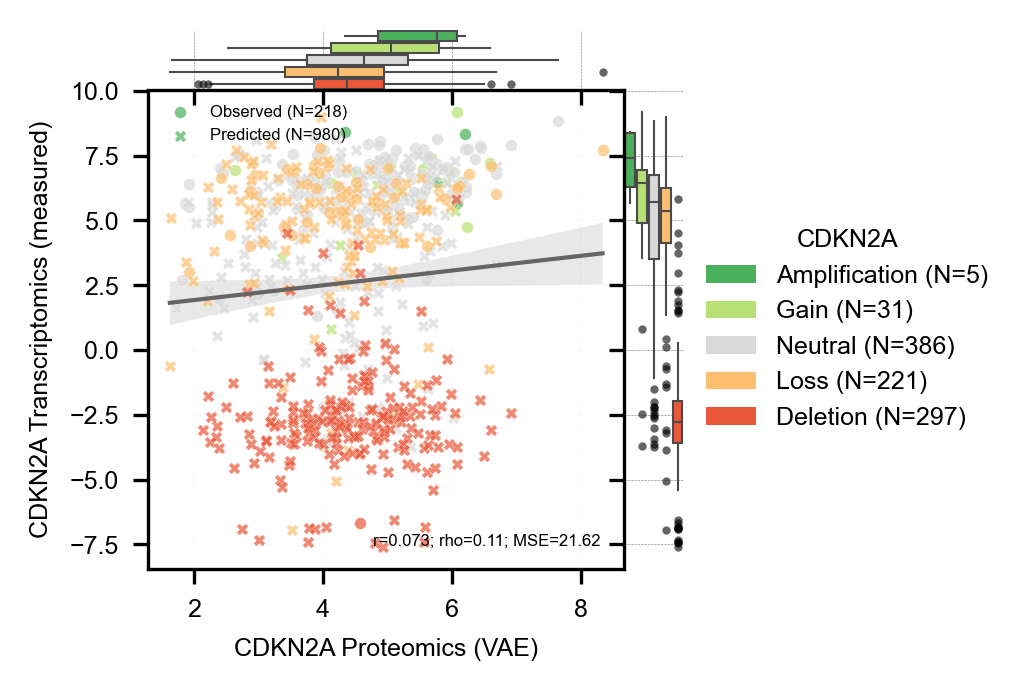 10.0
7.5
5.0
2.5
0.0
−2.5
−5.0
−7.5
CDKN2A Transcriptomics (measured)
Observed (N=218)
Predicted (N=980)
r=0.073; rho=0.11; MSE=21.62
2 4 6 8
CDKN2A Proteomics (VAE)
CDKN2A
Amplification (N=5)
Gain (N=31)
Neutral (N=386)
Loss (N=221)
Deletion (N=297)